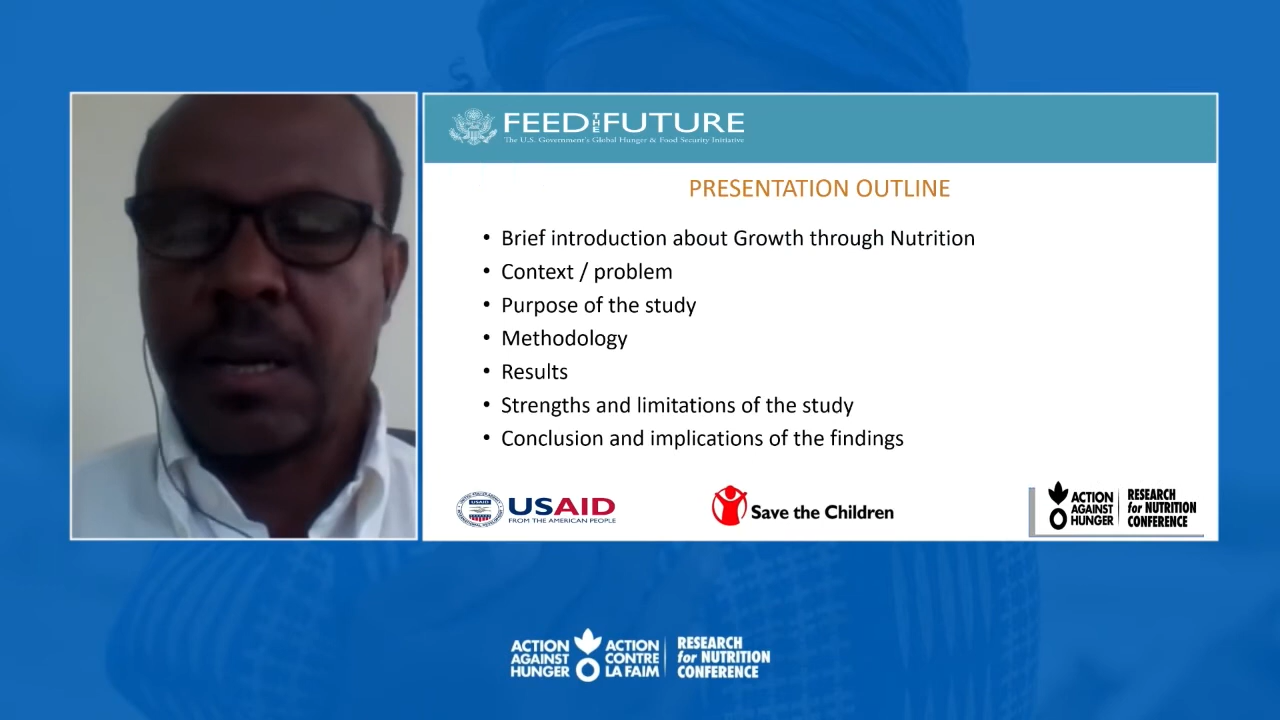 FEED THE FUTURE
The U.S. Government's Global Hunger & Food Security Initiative
PRESENTATION OUTLINE
• Brief introduction about Growth through Nutrition
• Context / problem
• Purpose of the study
• Methodology
• Results
• Strengths and limitations of the study
• Conclusion and implications of the findings
USAID
USAID
FROM THE AMERICAN PEOPLE
Save the Children
ACTION
AGAINST
HUNGER
RESEARCH
for NUTRITION
CONFERENCE
ACTION
AGAINST
HUNGER
ACTION
CONTRE
LA FAIM
RESEARCH
for NUTRITION
CONFERENCE